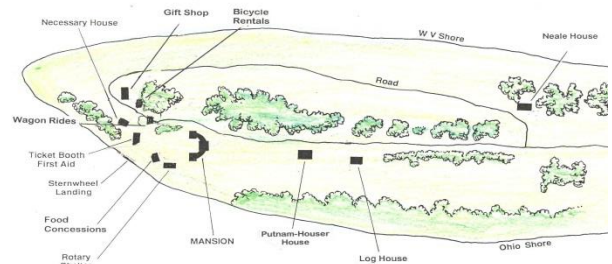 Gift Shop
Bicycle
Rentals
Necessary House
W V Shore
Neale House
Road
Wagon Rides
Ticket Booth
First Aid
Sternwheel
Landing
Food
Concessions
Rotary
MANSION
Putnam-Houser
House
Log House
Ohio Shore